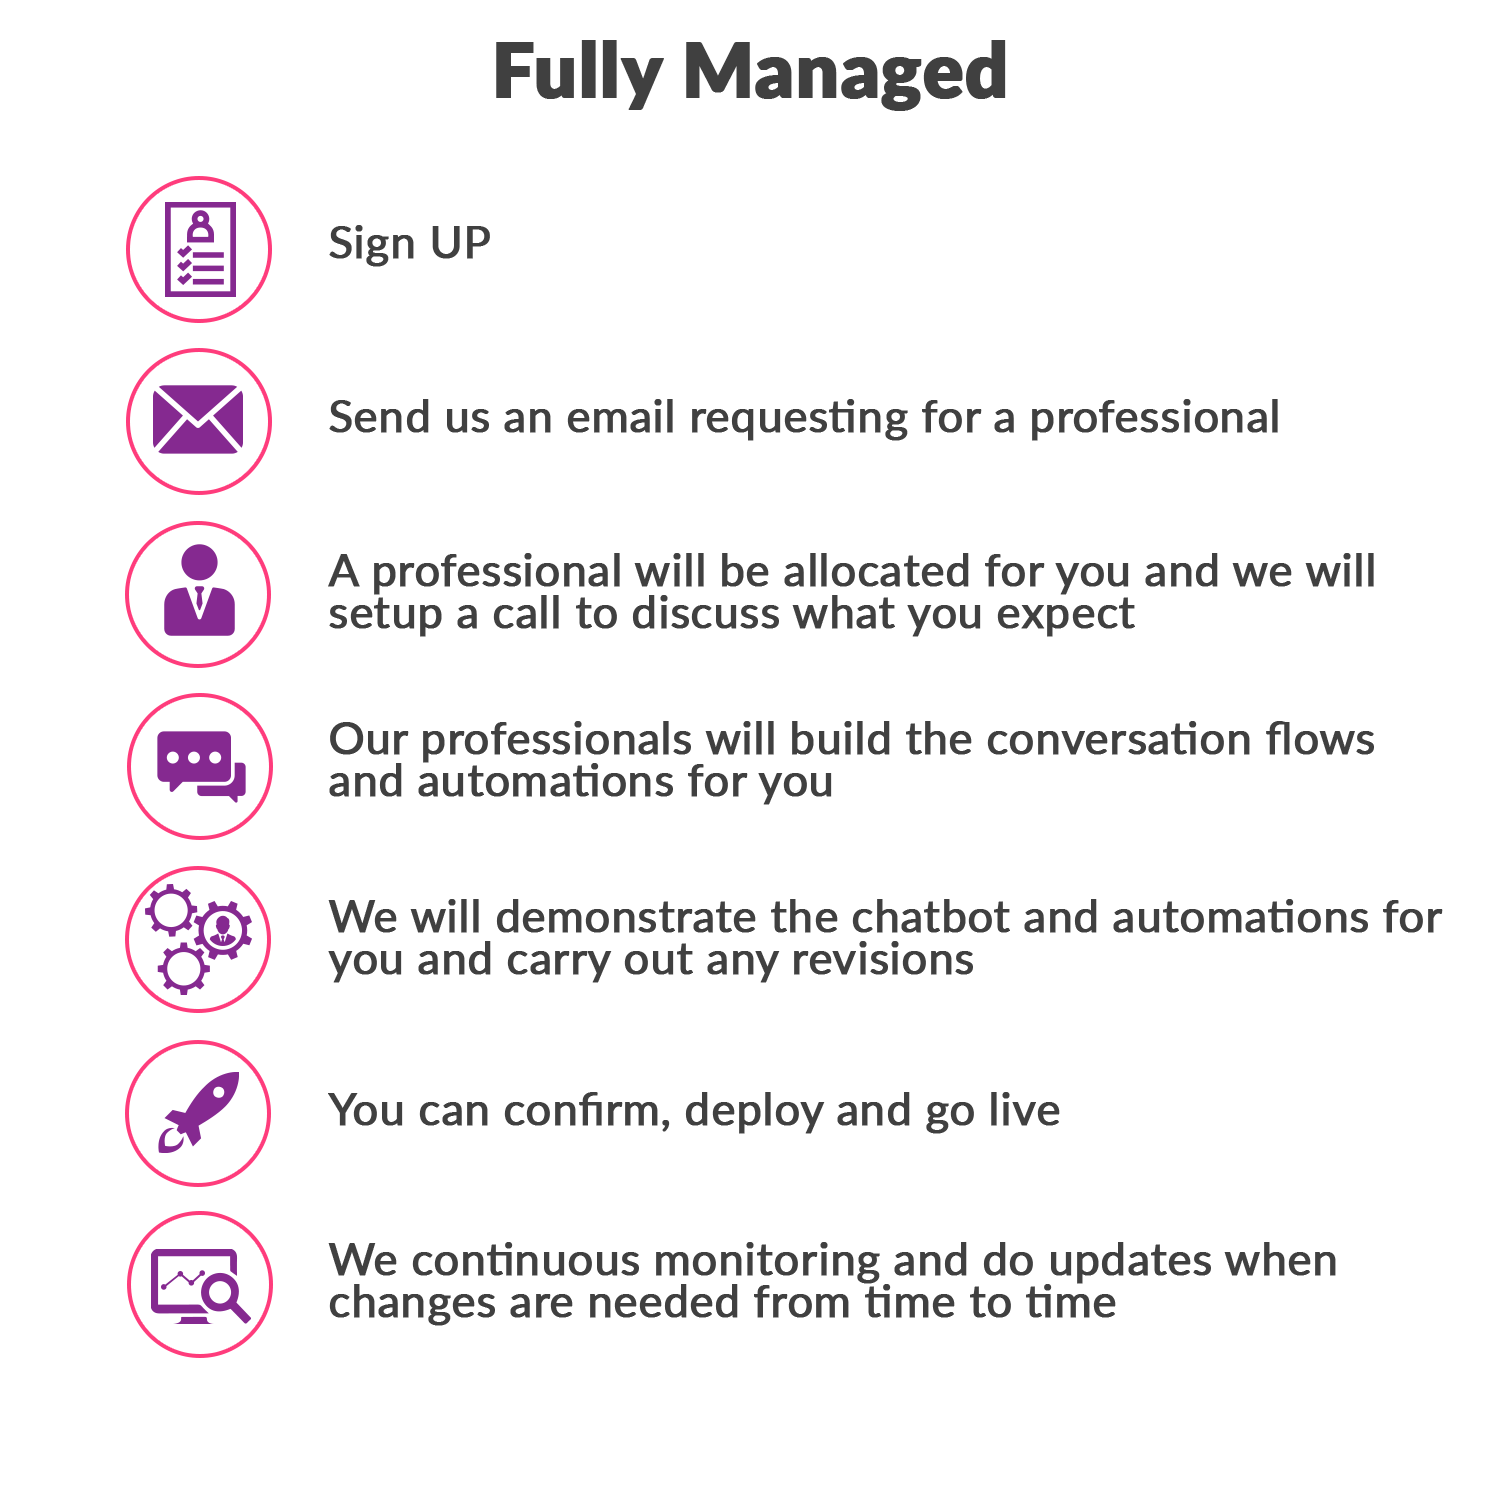 Fully Managed
Sign UP
Send us an email requesting for a professional
A professional will be allocated for you and we will
setup a call to discuss what you expect
Our professionals will build the conversation flows
and automations for you
We will demonstrate the chatbot and automations for
you and carry out any revisions
You can confirm, deploy and go live
We continuous monitoring and do updates when
changes are needed from time to time